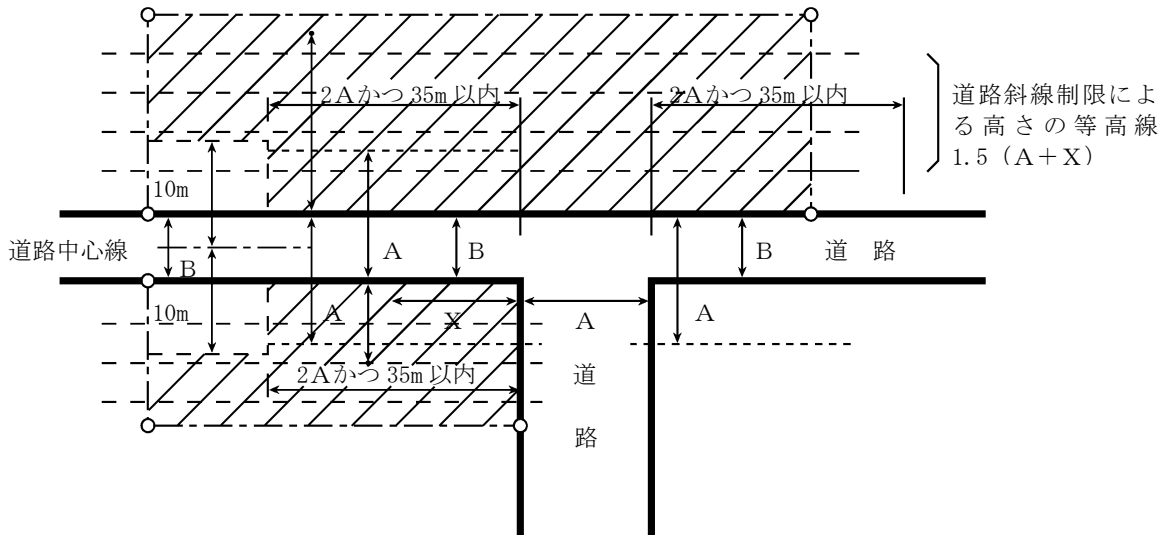 2Aかつ35m以内
2Aかつ35m以内
道路斜線制限によ
る高さの等高線
1.5（A＋X）
10m
道路中心線
B
A
B
B
道 路
10m
A
X
A
A
2Aかつ35m以内
道
路